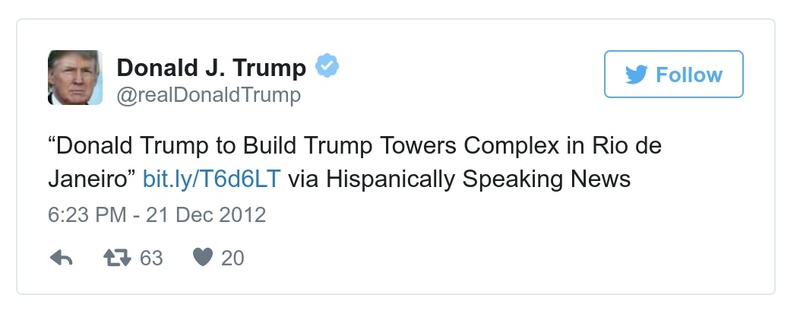 Donald J. Trump
@realDonaldTrump
Follow
“Donald Trump to Build Trump Towers Complex in Rio de
Janeiro” bit.ly/T6d6LT via Hispanically Speaking News
6:23 PM - 21 Dec 2012
63 20